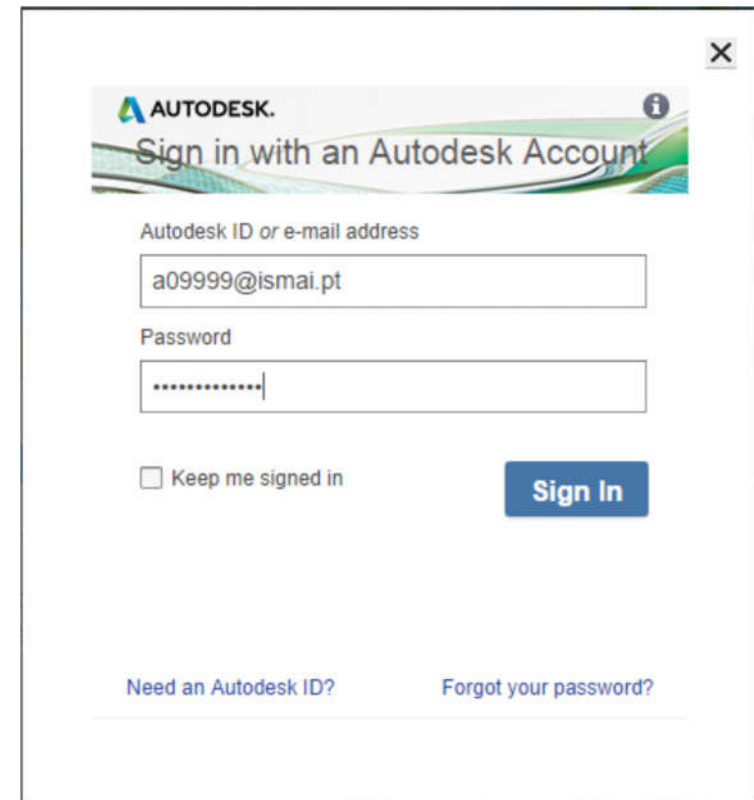 AUTODESK.
Sign in with an Autodesk Account
Autodesk ID or e-mail address
a09999@ismai.pt
Password
•••••••••••••
Keep me signed in
Sign In
Need an Autodesk ID?
Forgot your password?